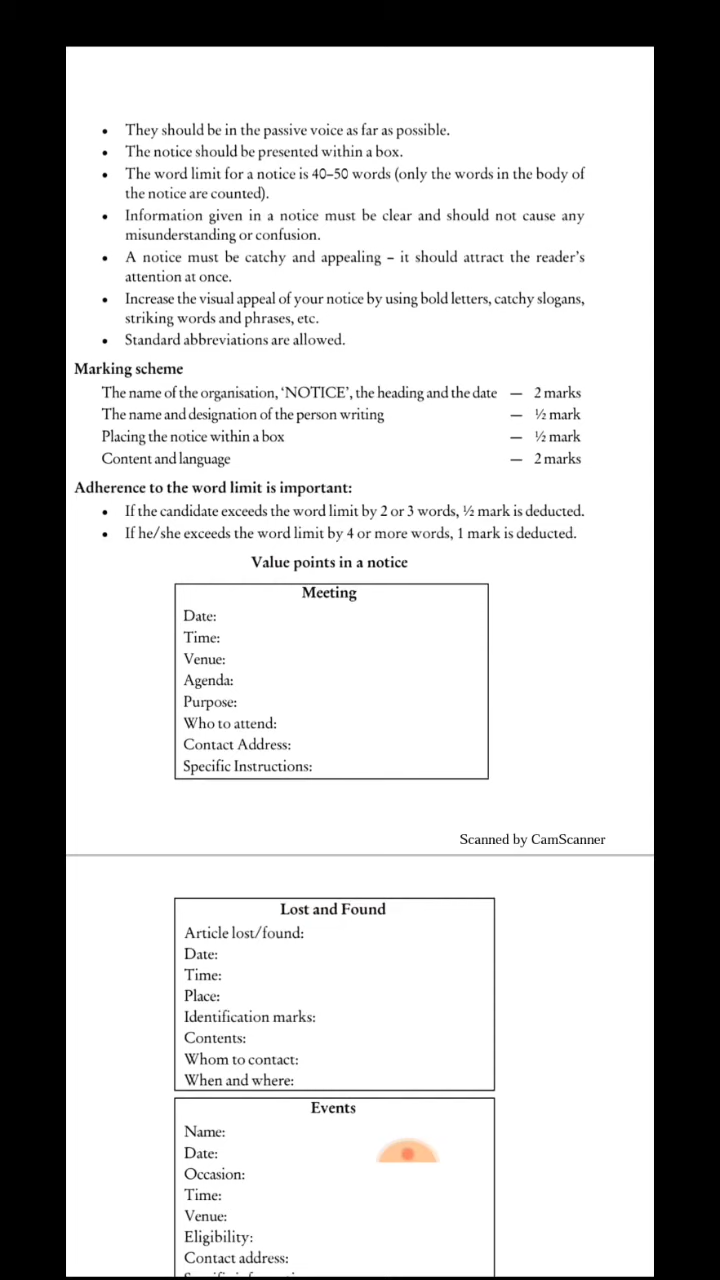 • They should be in the passive voice as far as possible.
• The notice should be presented within a box.
• The word limit for a notice is 40–50 words (only the words in the body of
the notice are counted).
• Information given in a notice must be clear and should not cause any
misunderstanding or confusion.
• A notice must be catchy and appealing – it should attract the reader's
attention at once.
• Increase the visual appeal of your notice by using bold letters, catchy slogans,
striking words and phrases, etc.
• Standard abbreviations are allowed.
Marking scheme
The name of the organisation, 'NOTICE', the heading and the date — 2 marks
The name and designation of the person writing — ½ mark
Placing the notice within a box — ½ mark
Content and language — 2 marks
Adherence to the word limit is important:
• If the candidate exceeds the word limit by 2 or 3 words, ½ mark is deducted.
• If he/she exceeds the word limit by 4 or more words, 1 mark is deducted.
Value points in a notice
Meeting
Date:
Time:
Venue:
Agenda:
Purpose:
Who to attend:
Contact Address:
Specific Instructions:
Scanned by CamScanner
Lost and Found
Article lost/found:
Date:
Time:
Place:
Identification marks:
Contents:
Whom to contact:
When and where:
Events
Name:
Date:
Occasion:
Time:
Venue:
Eligibility:
Contact address: